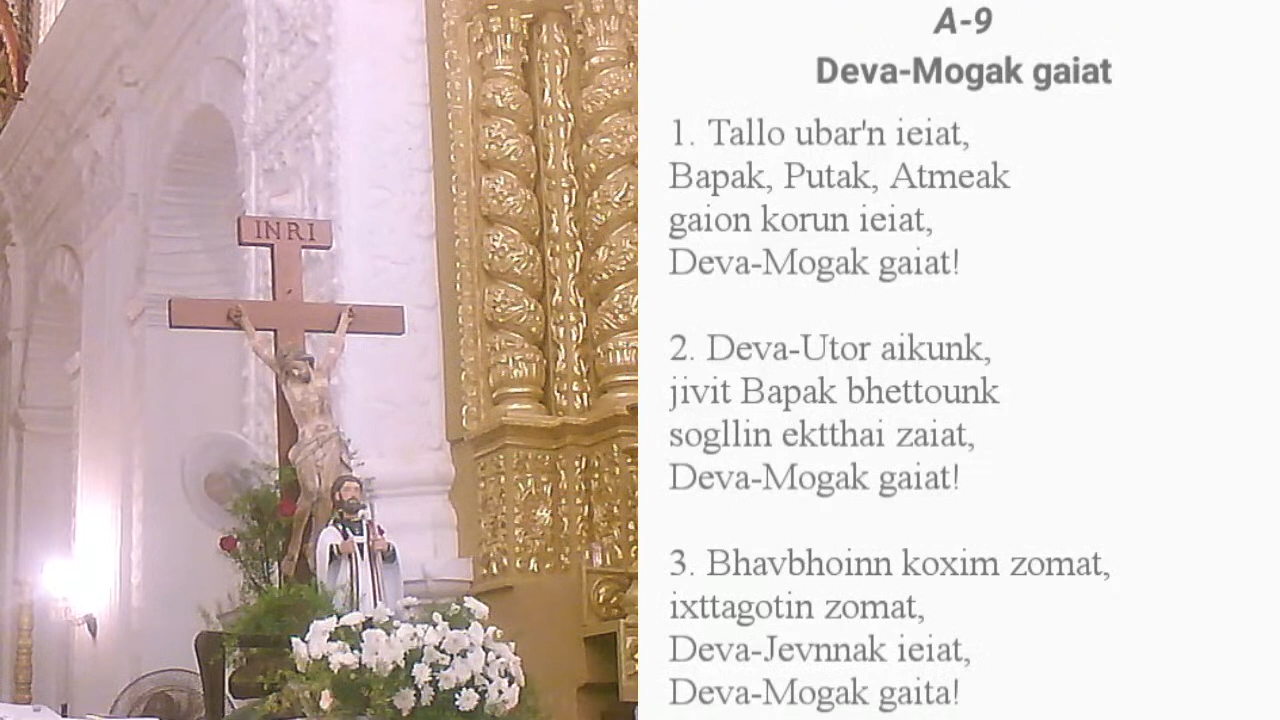 INRI
A-9
Deva-Mogak gaiat
1. Tallo ubar'n ieiat,
Bapak, Putak, Atmeak
gaion korun ieiat,
Deva-Mogak gaiat!
2. Deva-Utor aikunk,
jivit Bapak bhettounk
sogllin ektthai zaiat,
Deva-Mogak gaiat!
3. Bhavbhoinn koxim zomat,
ixttagotin zomat,
Deva-Jevnnak ieiat,
Deva-Mogak gaita!